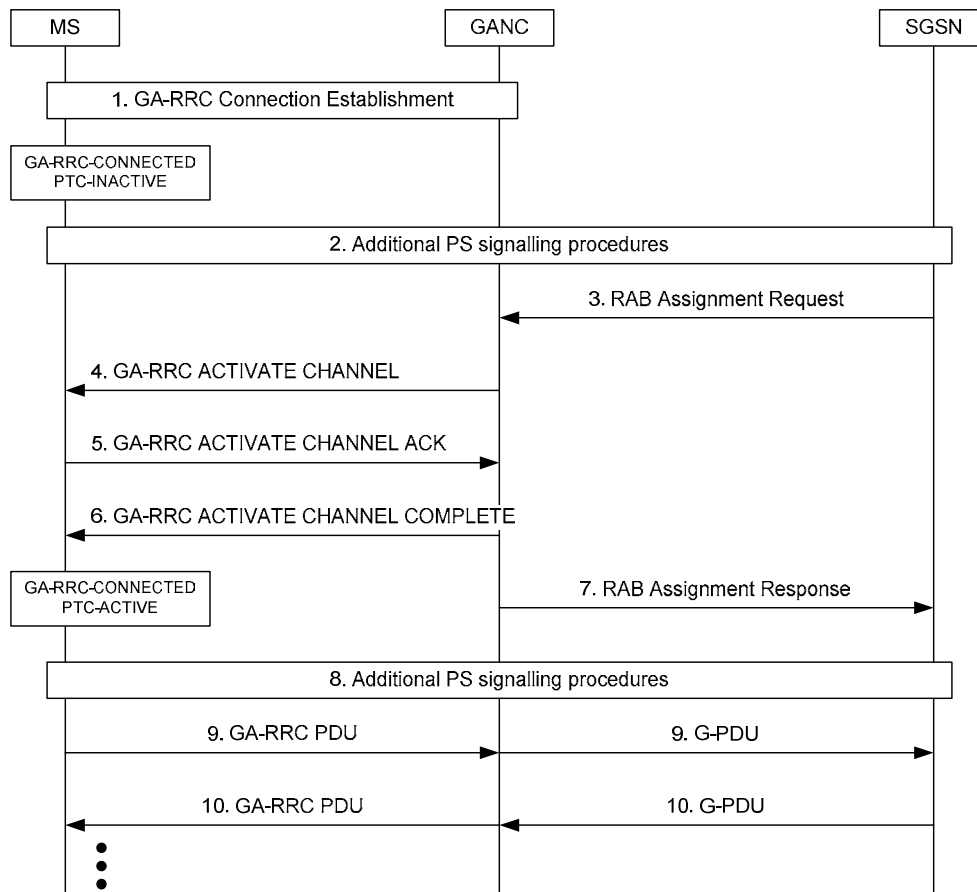 MS
GANC
SGSN
1. GA-RRC Connection Establishment
GA-RRC-CONNECTED
PTC-INACTIVE
2. Additional PS signalling procedures
3. RAB Assignment Request
4. GA-RRC ACTIVATE CHANNEL
5. GA-RRC ACTIVATE CHANNEL ACK
6. GA-RRC ACTIVATE CHANNEL COMPLETE
GA-RRC-CONNECTED
PTC-ACTIVE
7. RAB Assignment Response
8. Additional PS signalling procedures
9. GA-RRC PDU
9. G-PDU
10. GA-RRC PDU
10. G-PDU